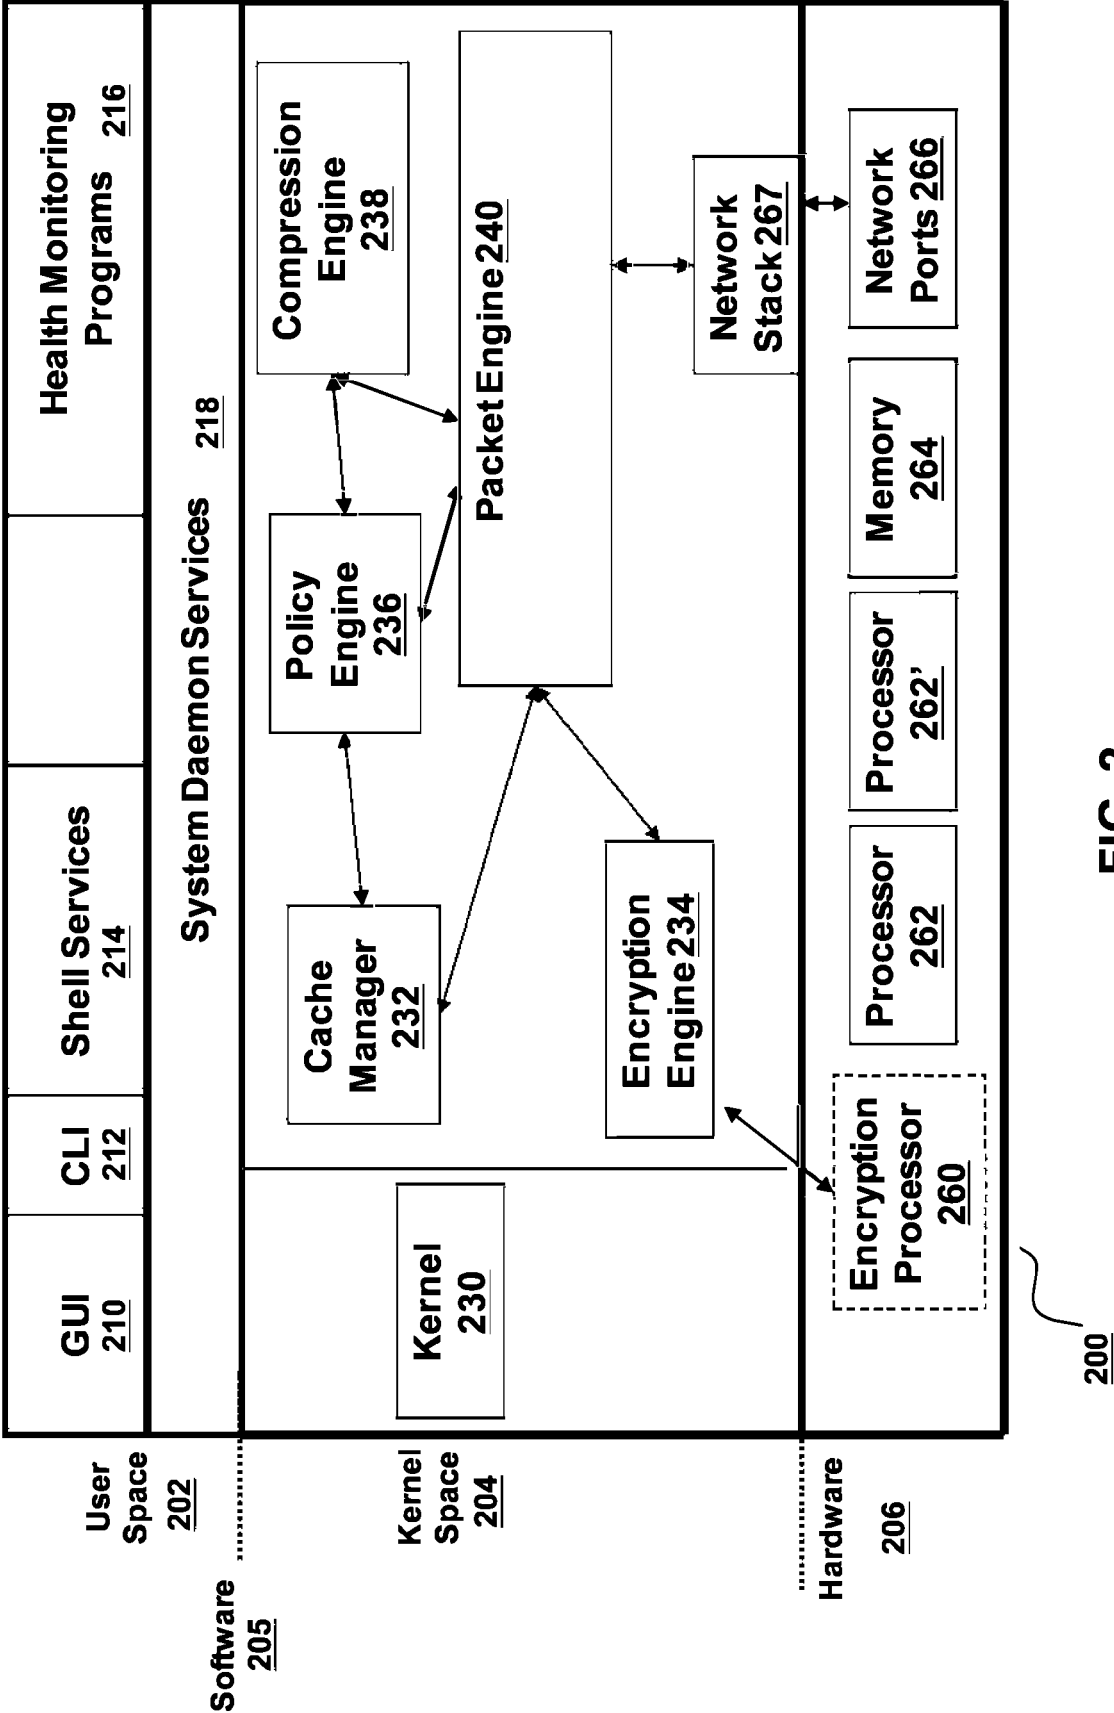 User
Space
202
GUI
210
CLI
212
Shell Services
214
Health Monitoring
Programs 216
System Daemon Services 218
Software
205
Kernel
Space
204
Kernel
230
Cache
Manager
232
Policy
Engine
236
Compression
Engine
238
Packet Engine 240
Encryption
Engine 234
Network
Stack 267
Hardware
206
Encryption
Processor
260
Processor
262
Processor
262'
Memory
264
Network
Ports 266
200
FIG.